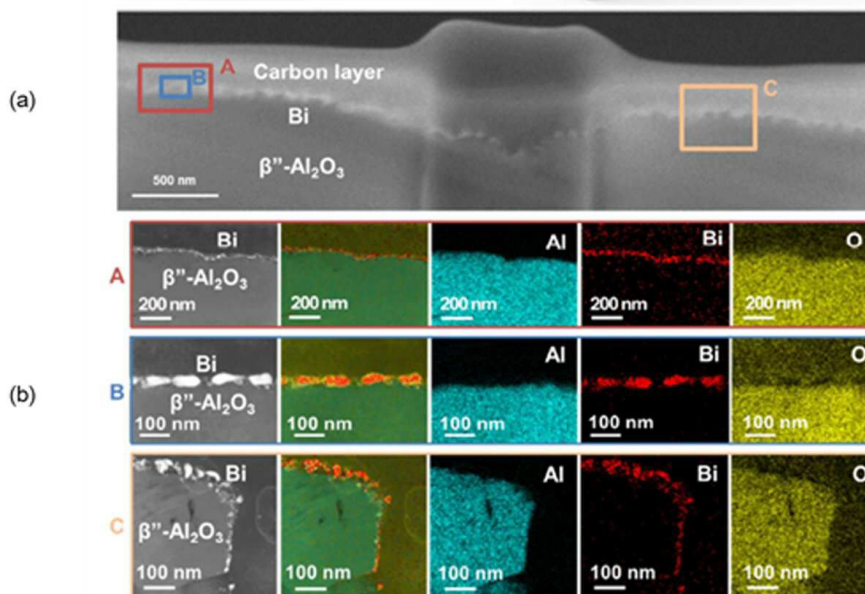 (a)
A
B
Carbon layer
C
Bi
β”-Al₂O₃
500 nm
(b)
A
Bi
β”-Al₂O₃
200 nm
200 nm
Al
200 nm
Bi
200 nm
O
200 nm
B
Bi
β”-Al₂O₃
100 nm
100 nm
Al
100 nm
Bi
100 nm
O
100 nm
C
Bi
β”-Al₂O₃
100 nm
100 nm
Al
100 nm
Bi
100 nm
O
100 nm